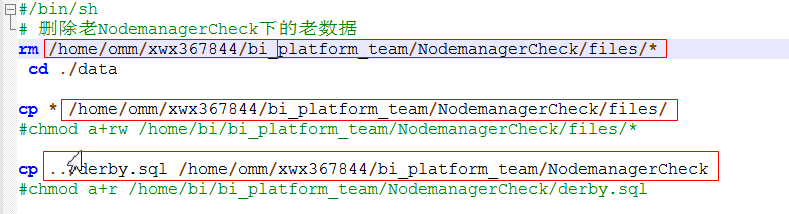 #/bin/sh
# 删除老NodemanagerCheck下的老数据
rm /home/omm/xwx367844/bi_platform_team/NodemanagerCheck/files/*
cd ./data
cp * /home/omm/xwx367844/bi_platform_team/NodemanagerCheck/files/
#chmod a+rw /home/bi/bi_platform_team/NodemanagerCheck/files/*
cp ../derby.sql /home/omm/xwx367844/bi_platform_team/NodemanagerCheck
#chmod a+r /home/bi/bi_platform_team/NodemanagerCheck/derby.sql